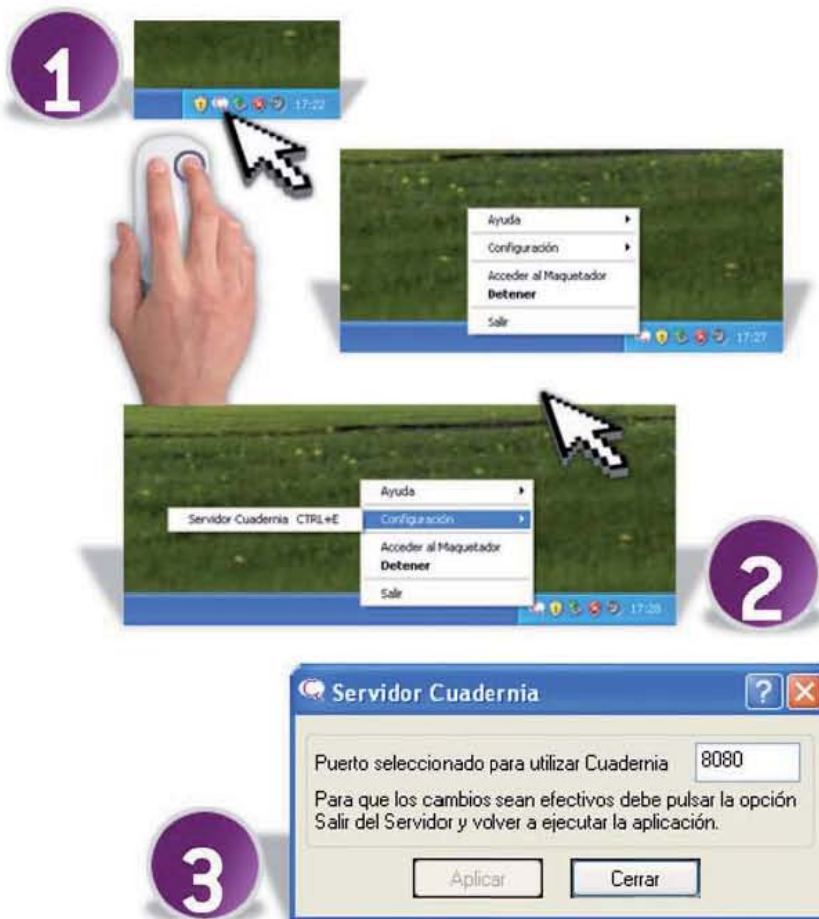 1
17:22
Ayuda
Configuración
Acceder al Maquetador
Detener
Salir
17:27
Ayuda
Servidor Cuadernia CTRL+E
Configuración
Acceder al Maquetador
Detener
Salir
17:28
2
Servidor Cuadernia
Puerto seleccionado para utilizar Cuadernia 8080
Para que los cambios sean efectivos debe pulsar la opción
Salir del Servidor y volver a ejecutar la aplicación.
Aplicar Cerrar
3